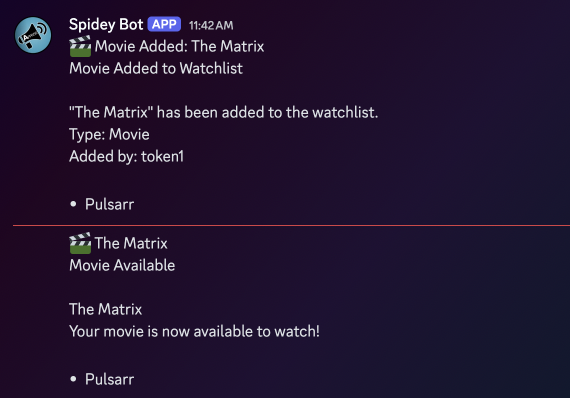 Spidey Bot APP 11:42 AM
🎬 Movie Added: The Matrix
Movie Added to Watchlist
"The Matrix" has been added to the watchlist.
Type: Movie
Added by: token1
• Pulsarr
🎬 The Matrix
Movie Available
The Matrix
Your movie is now available to watch!
• Pulsarr